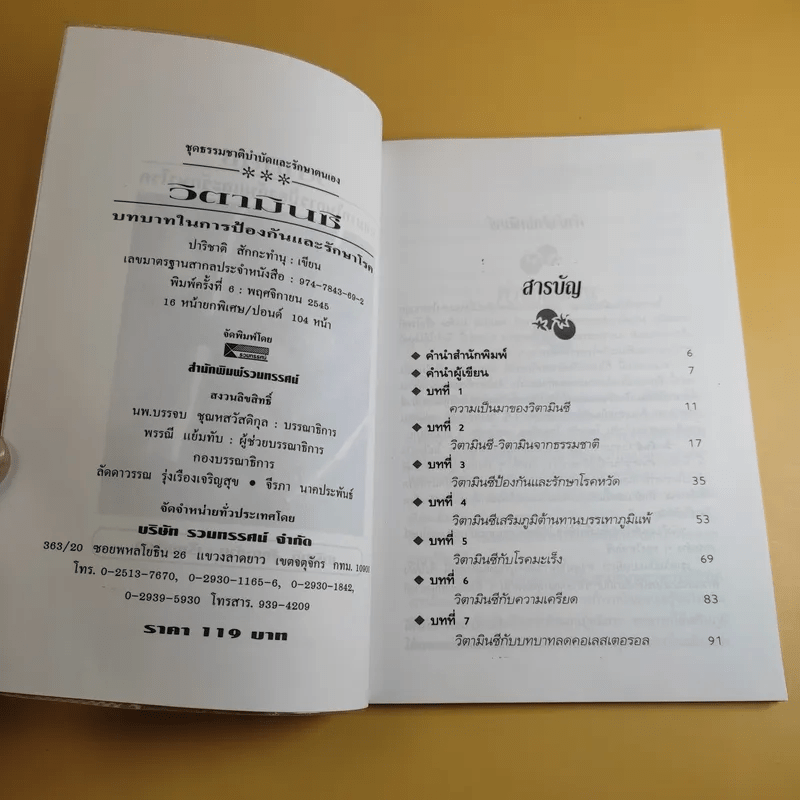 ชุดธรรมชาติบำบัดและรักษาตนเอง
***
วิตามินซี
บทบาทในการป้องกันและรักษาโรค
ปาริชาติ สักกะทำนุ : เขียน
เลขมาตรฐานสากลประจำหนังสือ : 974-7843-69-2
พิมพ์ครั้งที่ 6 : พฤศจิกายน 2545
16 หน้ายกพิเศษ/ปอนด์ 104 หน้า
จัดพิมพ์โดย
รวมทรรศน์
สำนักพิมพ์รวมทรรศน์
สงวนลิขสิทธิ์
นพ.บรรจบ ชุณหสวัสดิกุล : บรรณาธิการ
พรรณี แย้มทับ : ผู้ช่วยบรรณาธิการ
กองบรรณาธิการ
ลัดดาวรรณ รุ่งเรืองเจริญสุข • จีรภา นาคประพันธ์
จัดจำหน่ายทั่วประเทศโดย
บริษัท รวมทรรศน์ จำกัด
363/20 ซอยพหลโยธิน 26 แขวงลาดยาว เขตจตุจักร กทม. 10900
โทร. 0-2513-7670, 0-2930-1165-6, 0-2930-1842,
0-2939-5930 โทรสาร. 939-4209
ราคา 119 บาท
สารบัญ
❖ คำนำสำนักพิมพ์ 6
❖ คำนำผู้เขียน 7
❖ บทที่ 1
ความเป็นมาของวิตามินซี 11
❖ บทที่ 2
วิตามินซี-วิตามินจากธรรมชาติ 17
❖ บทที่ 3
วิตามินซีป้องกันและรักษาโรคหวัด 35
❖ บทที่ 4
วิตามินซีเสริมภูมิต้านทานบรรเทาภูมิแพ้ 53
❖ บทที่ 5
วิตามินซีกับโรคมะเร็ง 69
❖ บทที่ 6
วิตามินซีกับความเครียด 83
❖ บทที่ 7
วิตามินซีกับบทบาทลดคอเลสเตอรอล 91